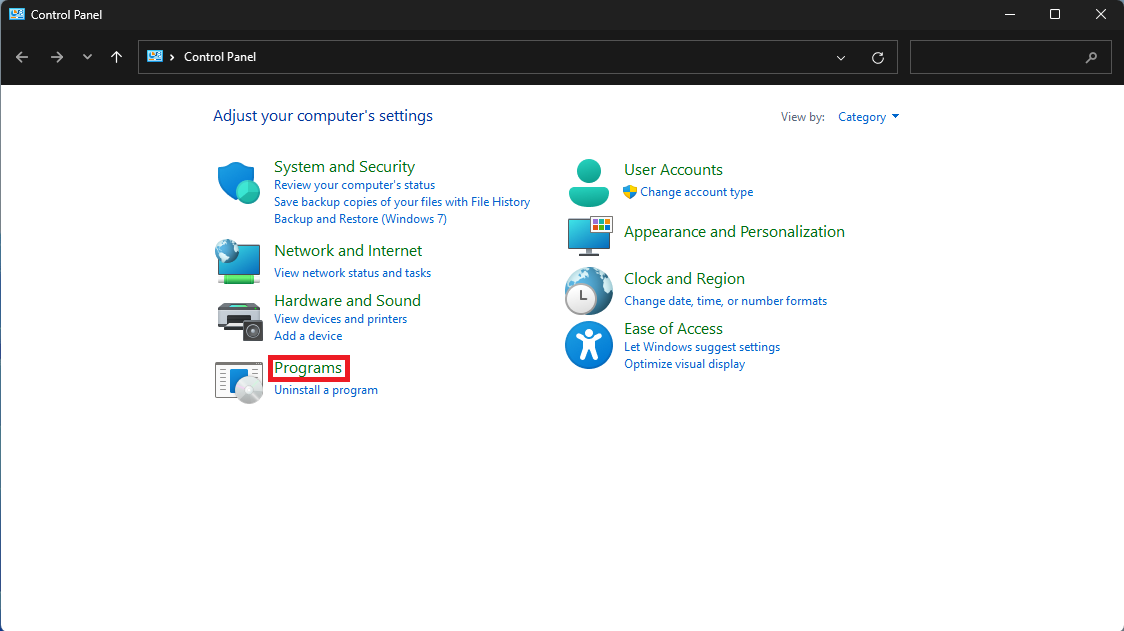 Control Panel
Control Panel
Adjust your computer's settings
View by: Category
System and Security
Review your computer's status
Save backup copies of your files with File History
Backup and Restore (Windows 7)
Network and Internet
View network status and tasks
Hardware and Sound
View devices and printers
Add a device
Programs
Uninstall a program
User Accounts
Change account type
Appearance and Personalization
Clock and Region
Change date, time, or number formats
Ease of Access
Let Windows suggest settings
Optimize visual display